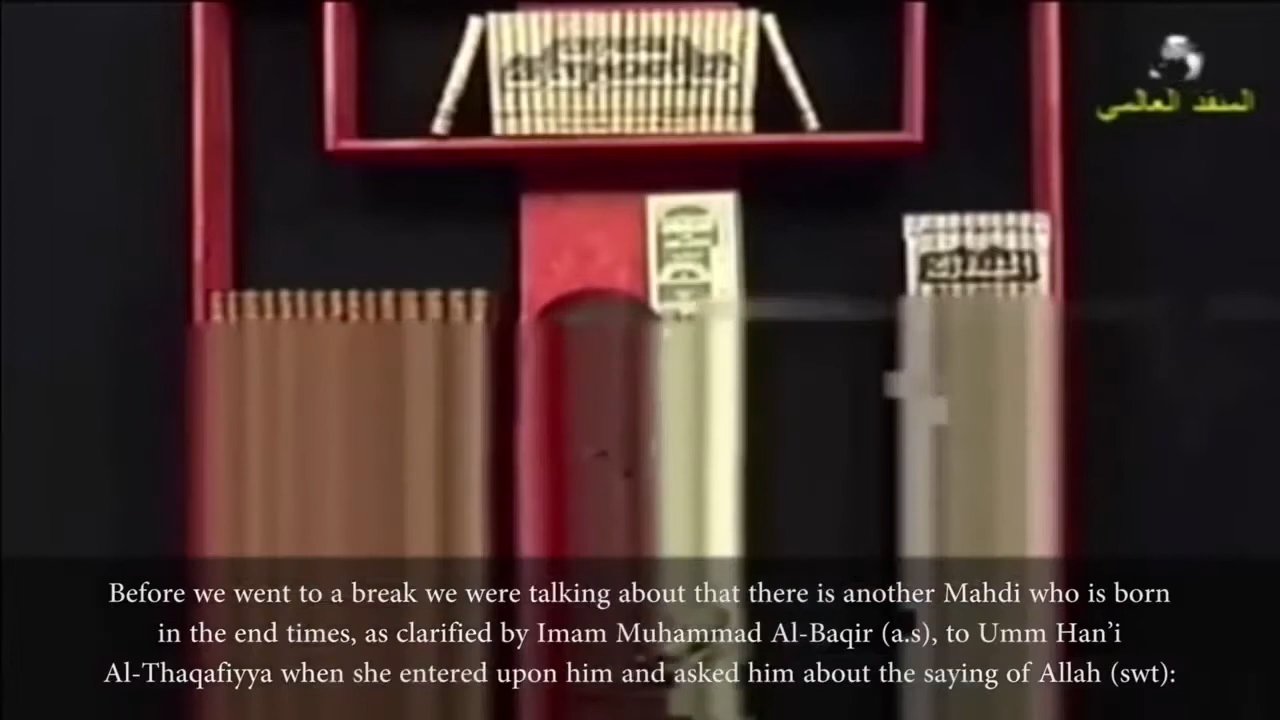 المنقذ العالمي
Before we went to a break we were talking about that there is another Mahdi who is born
in the end times, as clarified by Imam Muhammad Al-Baqir (a.s), to Umm Han’i
Al-Thaqafiyya when she entered upon him and asked him about the saying of Allah (swt):